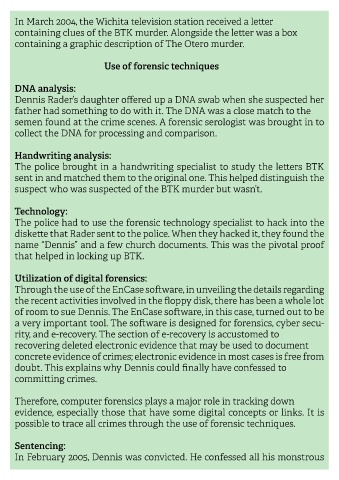 In March 2004, the Wichita television station received a letter
containing clues of the BTK murder. Alongside the letter was a box
containing a graphic description of The Otero murder.
Use of forensic techniques
DNA analysis:
Dennis Rader's daughter offered up a DNA swab when she suspected her
father had something to do with it. The DNA was a close match to the
semen found at the crime scenes. A forensic serologist was brought in to
collect the DNA for processing and comparison.
Handwriting analysis:
The police brought in a handwriting specialist to study the letters BTK
sent in and matched them to the original one. This helped distinguish the
suspect who was suspected of the BTK murder but wasn't.
Technology:
The police had to use the forensic technology specialist to hack into the
diskette that Rader sent to the police. When they hacked it, they found the
name "Dennis" and a few church documents. This was the pivotal proof
that helped in locking up BTK.
Utilization of digital forensics:
Through the use of the EnCase software, in unveiling the details regarding
the recent activities involved in the floppy disk, there has been a whole lot
of room to sue Dennis. The EnCase software, in this case, turned out to be
a very important tool. The software is designed for forensics, cyber secu-
rity, and e-recovery. The section of e-recovery is accustomed to
recovering deleted electronic evidence that may be used to document
concrete evidence of crimes; electronic evidence in most cases is free from
doubt. This explains why Dennis could finally have confessed to
committing crimes.
Therefore, computer forensics plays a major role in tracking down
evidence, especially those that have some digital concepts or links. It is
possible to trace all crimes through the use of forensic techniques.
Sentencing:
In February 2005, Dennis was convicted. He confessed all his monstrous